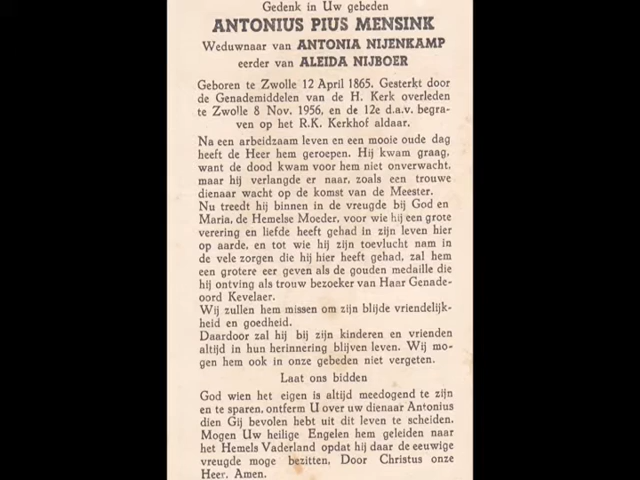 Gedenk in Uw gebeden
ANTONIUS PIUS MENSINK
Weduwnaar van ANTONIA NIJENKAMP
eerder van ALEIDA NIJBOER
Geboren te Zwolle 12 April 1865. Gesterkt door
de Genademiddelen van de H. Kerk overleden
te Zwolle 8 Nov. 1956, en de 12e d.a.v. begra-
ven op het R.K. Kerkhof aldaar.
Na een arbeidzaam leven en een mooie oude dag
heeft de Heer hem geroepen. Hij kwam graag,
want de dood kwam voor hem niet onverwacht,
maar hij verlangde er naar, zoals een trouwe
dienaar wacht op de komst van de Meester.
Nu treedt hij binnen in de vreugde bij God en
Maria, de Hemelse Moeder, voor wie hij een grote
verering en liefde heeft gehad in zijn leven hier
op aarde, en tot wie hij zijn toevlucht nam in
de vele zorgen die hij hier heeft gehad, zal hem
een grotere eer geven als de gouden medaille die
hij ontving als trouw bezoeker van Haar Genade-
oord Kevelaer.
Wij zullen hem missen om zijn blijde vriendelijk-
heid en goedheid.
Daardoor zal hij bij zijn kinderen en vrienden
altijd in hun herinnering blijven leven. Wij mo-
gen hem ook in onze gebeden niet vergeten.
Laat ons bidden
God wien het eigen is altijd meedogend te zijn
en te sparen, ontferm U over uw dienaar Antonius
dien Gij bevolen hebt uit dit leven te scheiden.
Mogen Uw heilige Engelen hem geleiden naar
het Hemels Vaderland opdat hij daar de eeuwige
vreugde moge bezitten, Door Christus onze
Heer. Amen.